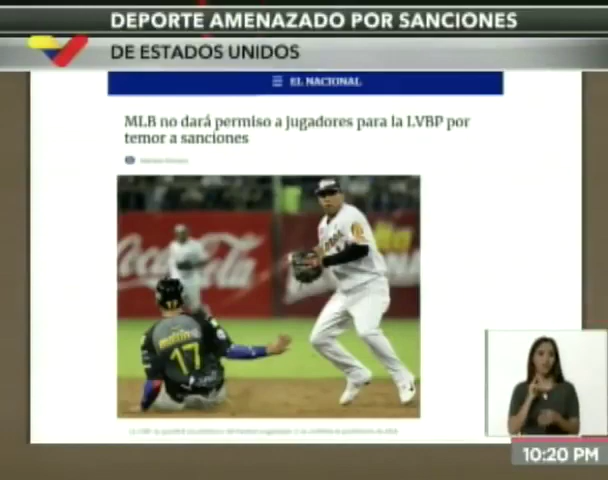 DEPORTE AMENAZADO POR SANCIONES
DE ESTADOS UNIDOS
EL NACIONAL
MLB no dará permiso a jugadores para la LVBP por
temor a sanciones
Coca-Cola
17
10:20 PM